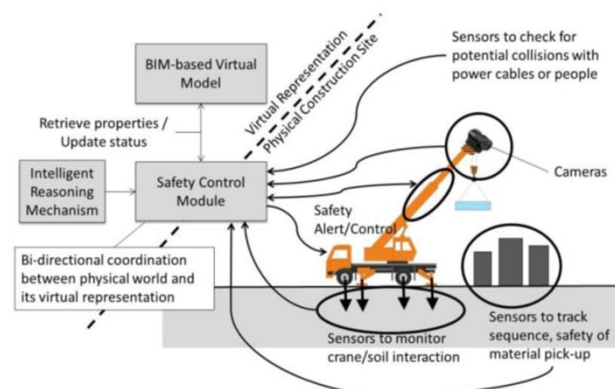 BIM-based Virtual
Model
Virtual Representation
Physical Construction Site
Sensors to check for
potential collisions with
power cables or people
Retrieve properties /
Update status
Intelligent
Reasoning
Mechanism
Safety Control
Module
Cameras
Safety
Alert/Control
Bi-directional coordination
between physical world and
its virtual representation
Sensors to monitor
crane/soil interaction
Sensors to track
sequence, safety of
material pick-up